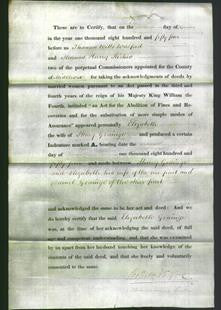 These are to Certify, that on the day of
in the year one thousand eight hundred and fifty four
before us Thomas Wells
and Harry
two of the perpetual Commissioners appointed for the County
of for taking the acknowledgments of deeds by
married women pursuant to an Act passed in the third and
fourth years of the reign of his Majesty King William the
Fourth, intituled "an Act for the Abolition of Fines and Re-
coveries and for the substitution of more simple modes of
Assurance" appeared personally Elizabeth
the wife of Grainge and produced a certain
Indenture marked A, bearing date the
day of one thousand eight hundred and
and made between Grainge
and Elizabeth his wife of the one part and
Grainge of the other part
and acknowledged the same to be her act and deed: And we
do hereby certify that the said Elizabeth Grainge
was, at the time of her acknowledging the said deed, of full
age and competent understanding, and that she was examined
by us apart from her husband touching her knowledge of the
contents of the said deed, and that she freely and voluntarily
consented to the same.